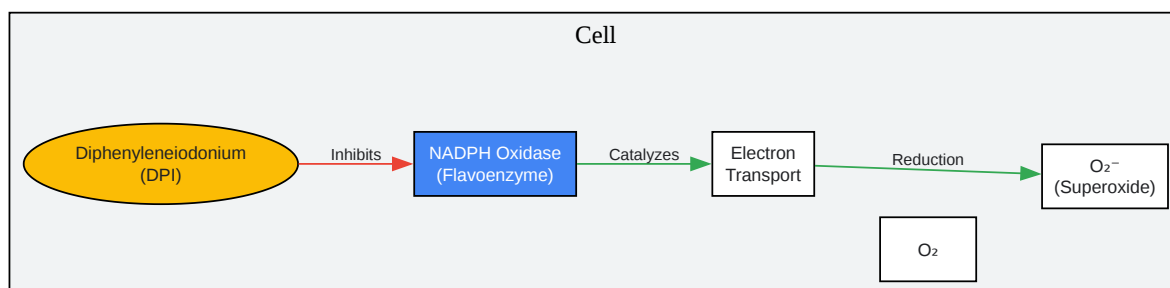 Cell
Diphenyleneiodonium
(DPI)
Inhibits
NADPH Oxidase
(Flavoenzyme)
Catalyzes
Electron
Transport
Reduction
O₂⁻
(Superoxide)
O₂